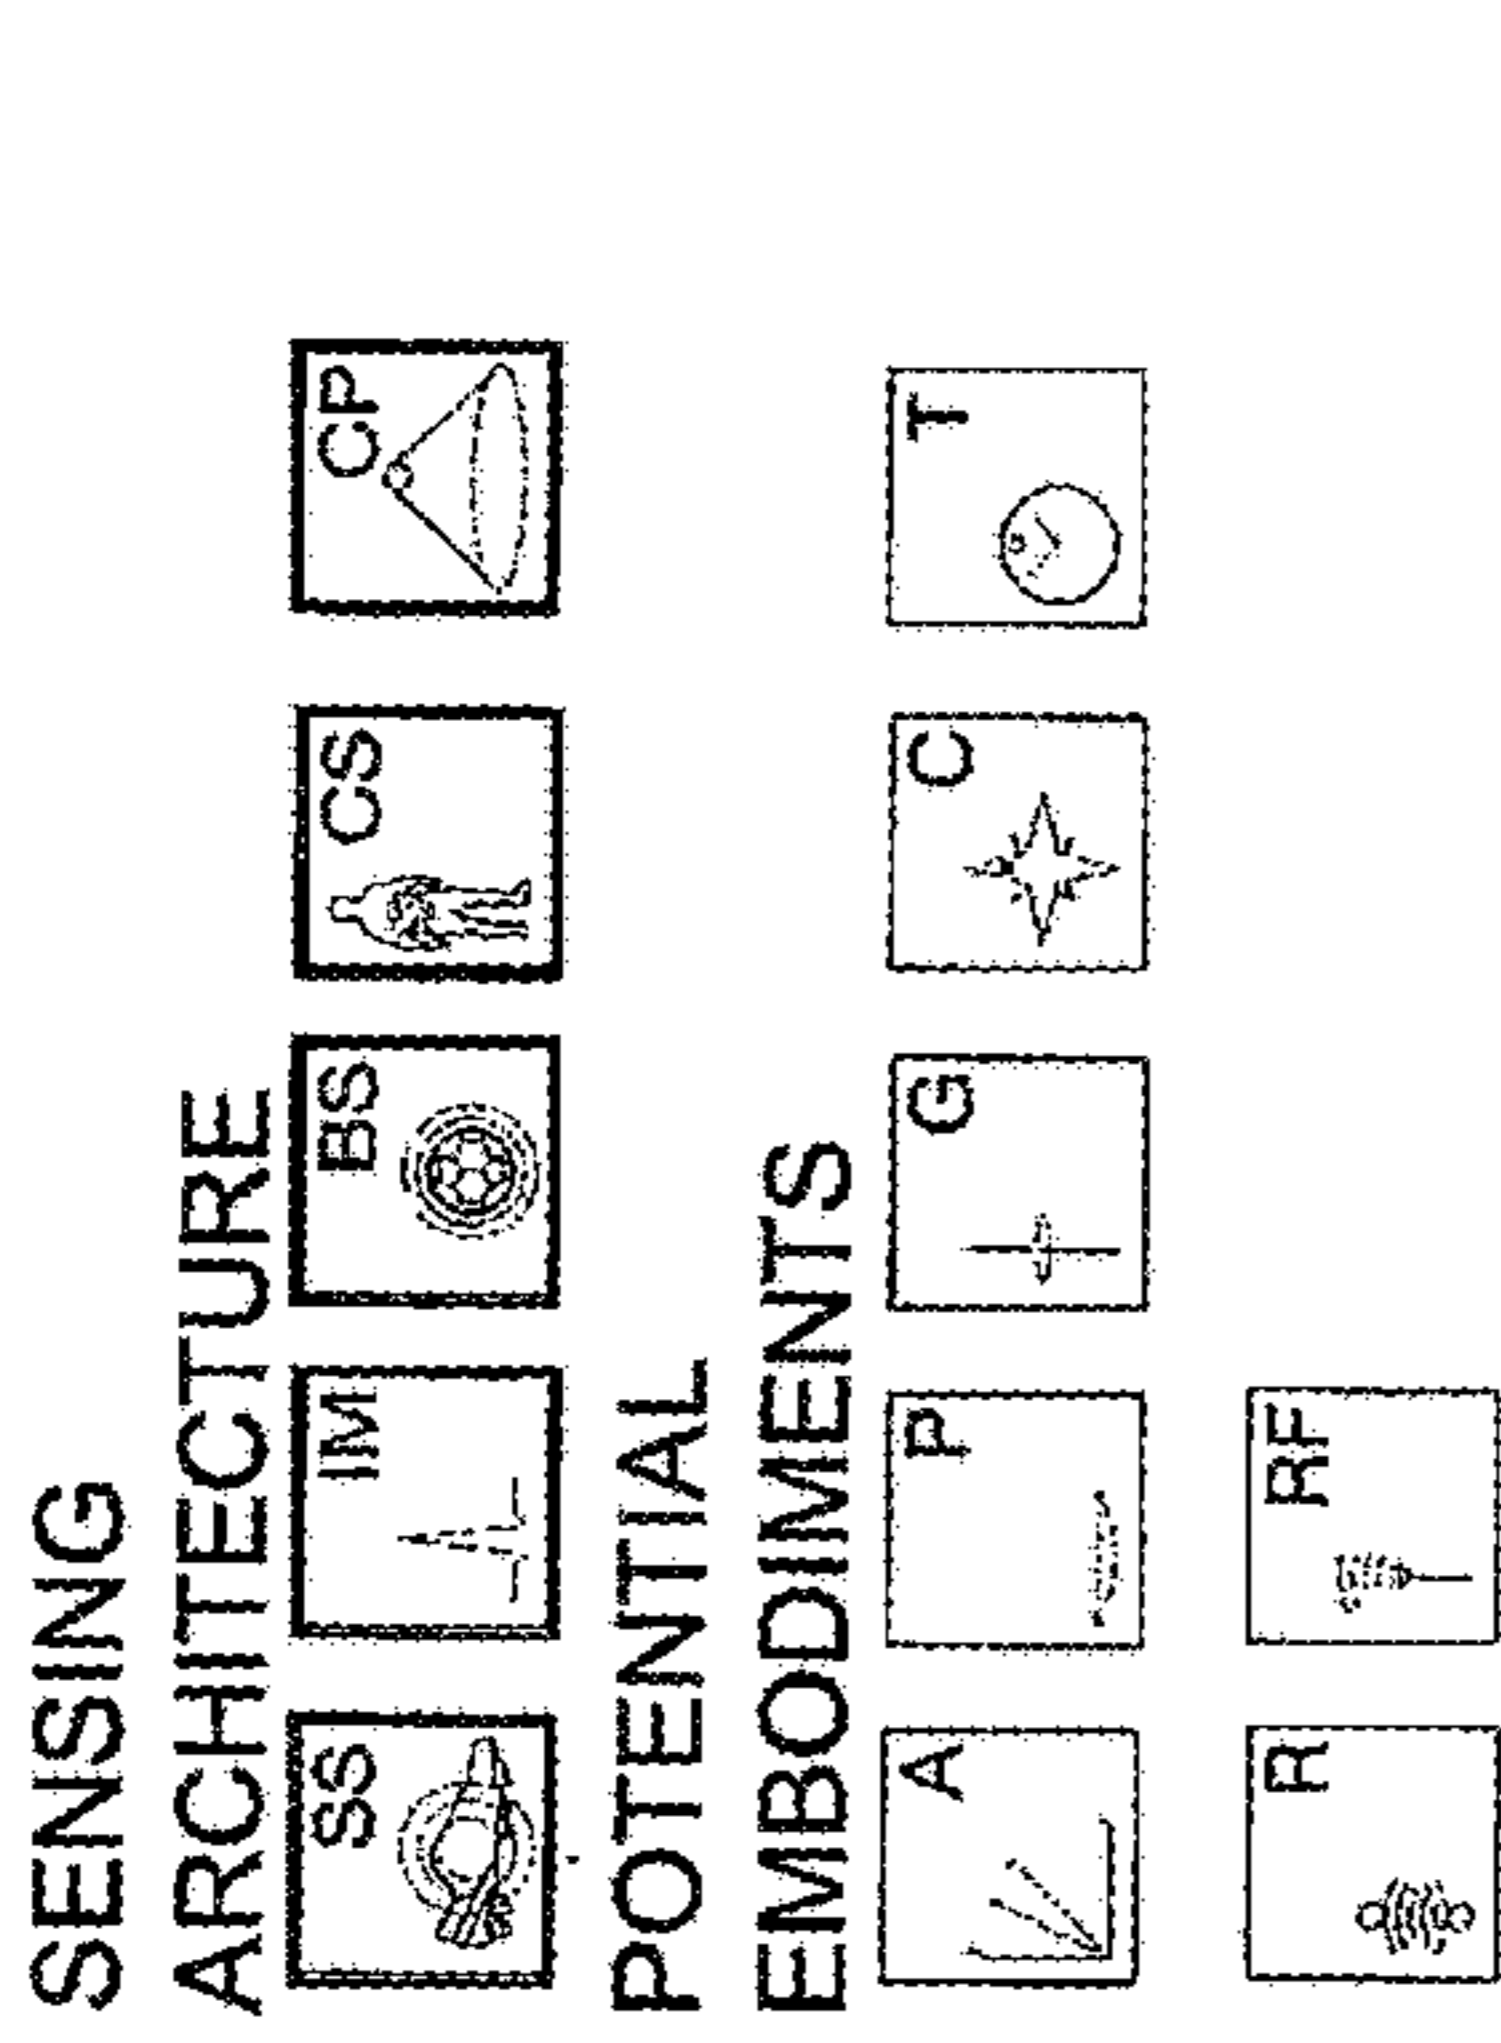 SENSING
ARCHITECTURE
SS IM BS CS CP
POTENTIAL
EMBODIMENTS
A P G C T
R RF